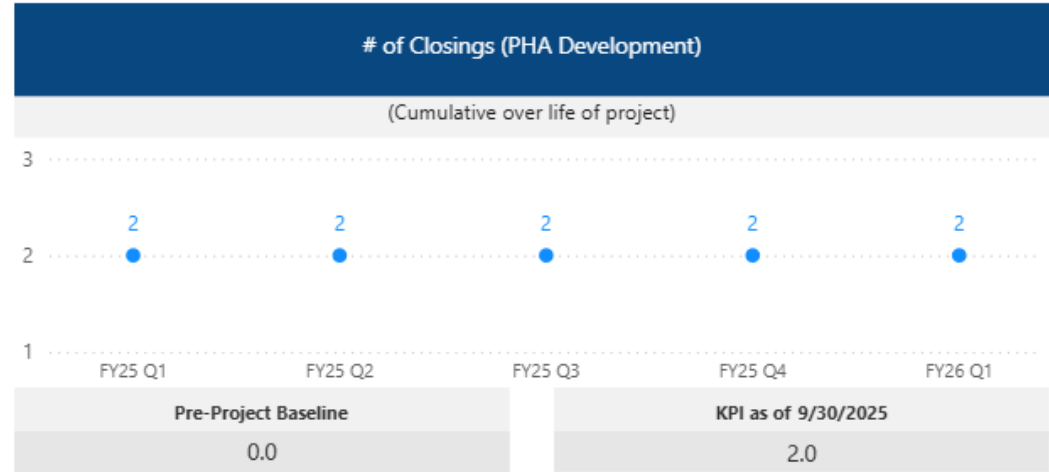 # of Closings (PHA Development)
(Cumulative over life of project)
3
2 2 2 2 2
2
1
FY25 Q1 FY25 Q2 FY25 Q3 FY25 Q4 FY26 Q1
Pre-Project Baseline KPI as of 9/30/2025
0.0 2.0